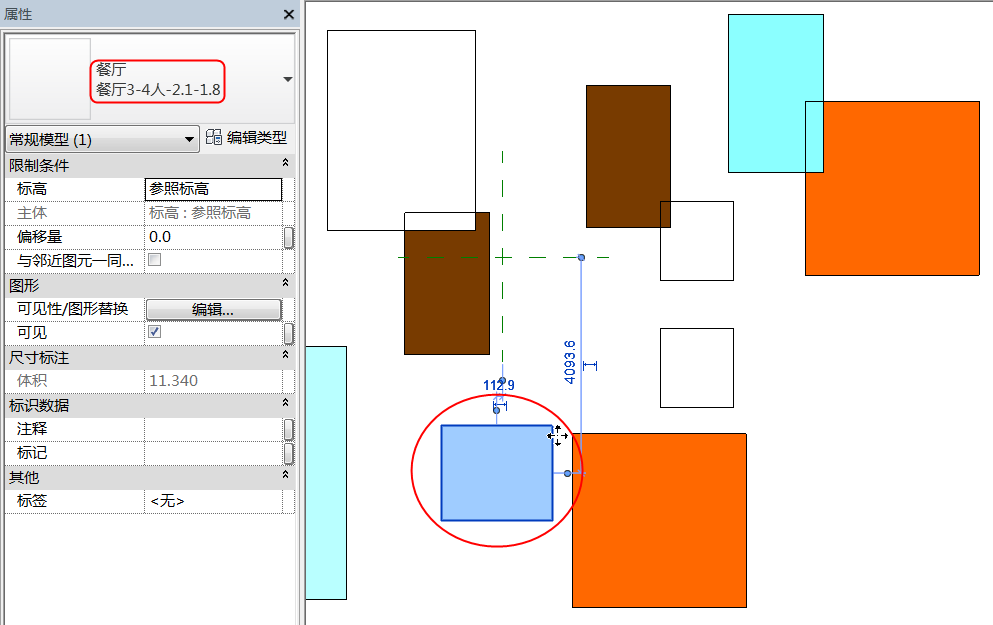 属性
餐厅
餐厅3-4人-2.1-1.8
常规模型 (1)
编辑类型
限制条件
标高 参照标高
主体 标高 : 参照标高
偏移量 0.0
与邻近图元一同...
图形
可见性/图形替换 编辑...
可见
尺寸标注
体积 11.340
标识数据
注释
标记
其他
标签 <无>
4093.6
112.9